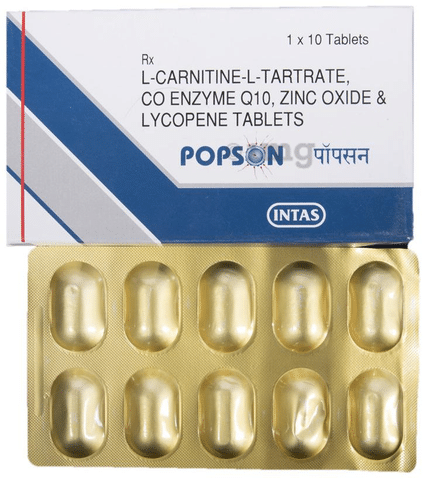 1 x 10 Tablets
Rx
L-CARNITINE-L-TARTRATE,
CO ENZYME Q10, ZINC OXIDE &
LYCOPENE TABLETS
POPSON पॉपसन
INTAS